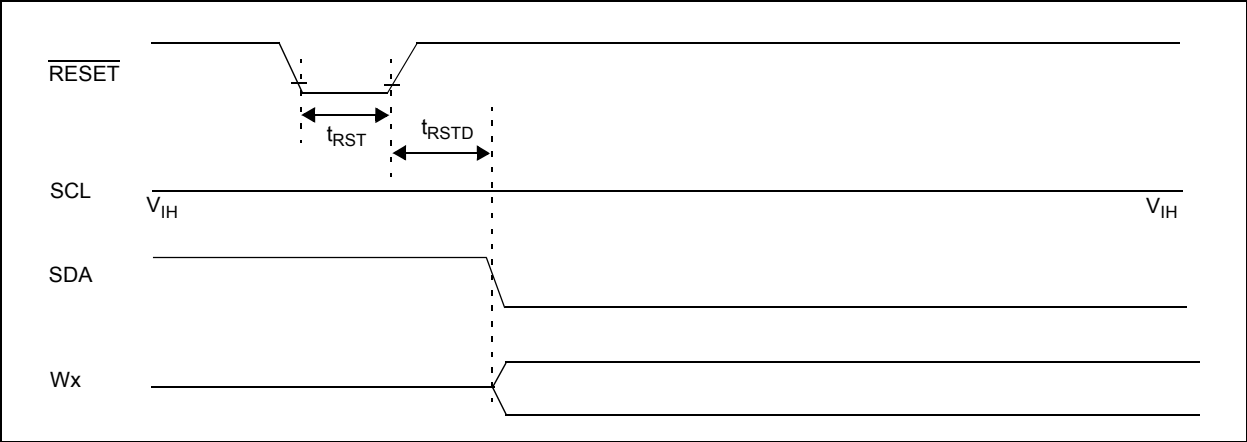 RESET
tRST
tRSTD
SCL
VIH
VIH
SDA
Wx